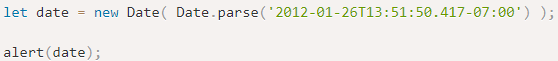 let date = new Date( Date.parse('2012-01-26T13:51:50.417-07:00') );
alert(date);